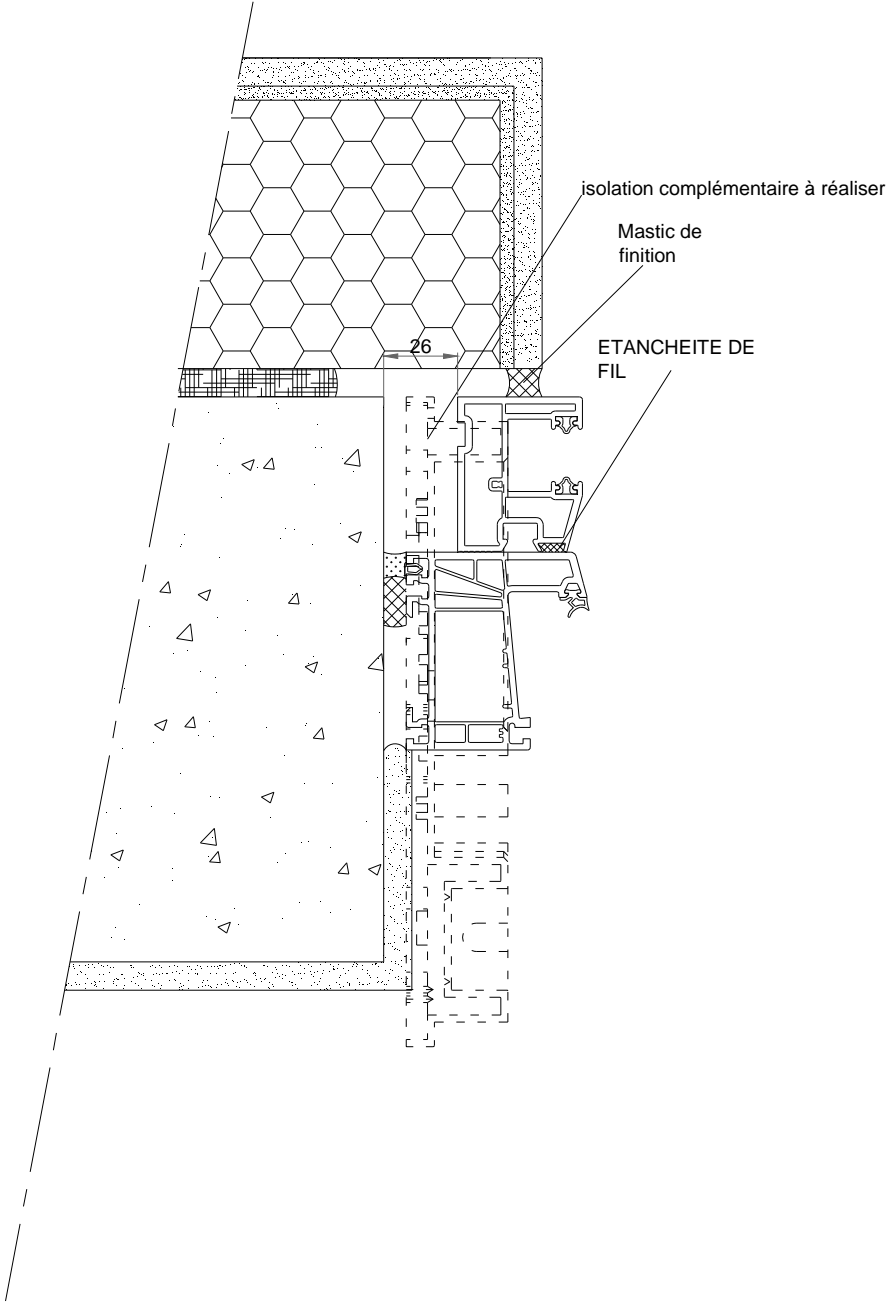 isolation complémentaire à réaliser
Mastic de
finition
26
ETANCHEITE DE
FIL